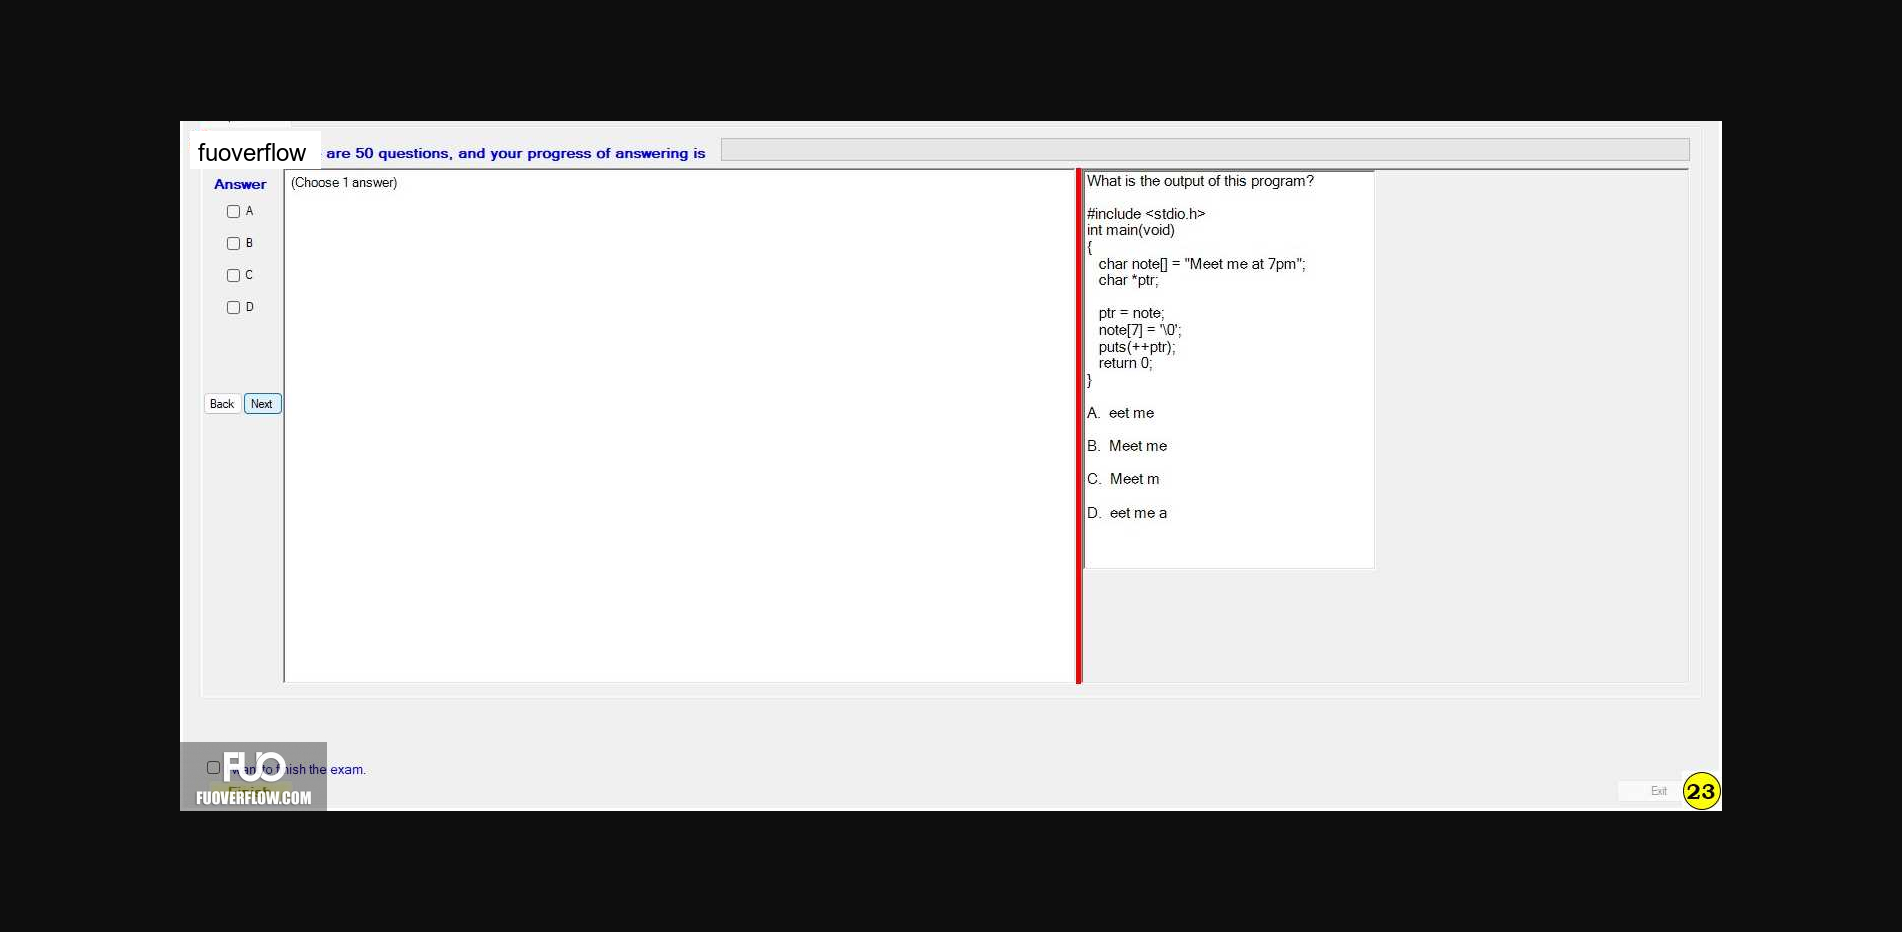 fuoverflow are 50 questions, and your progress of answering is
Answer
(Choose 1 answer)
A
B
C
D
Back Next
What is the output of this program?
#include <stdio.h>
int main(void)
{
char note[] = "Meet me at 7pm";
char *ptr;
ptr = note;
note[7] = '\0';
puts(++ptr);
return 0;
}
A. eet me
B. Meet me
C. Meet m
D. eet me a
FUO
to finish the exam.
Finish
FUOVERFLOW.COM
Exit
23